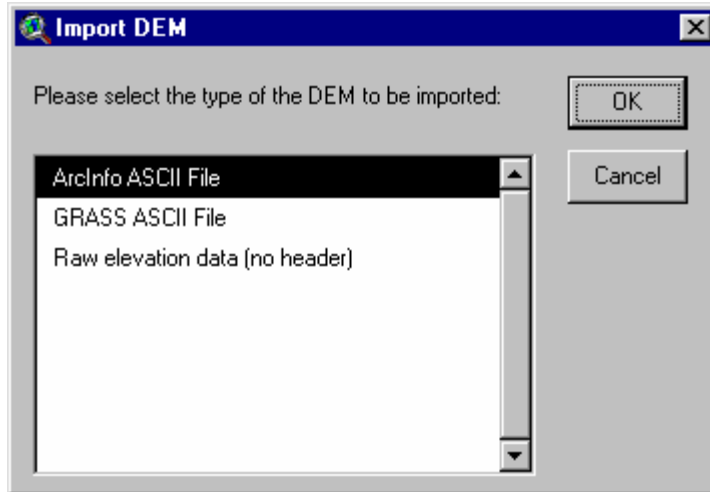 Import DEM
Please select the type of the DEM to be imported:
OK
Cancel
ArcInfo ASCII File
GRASS ASCII File
Raw elevation data (no header)